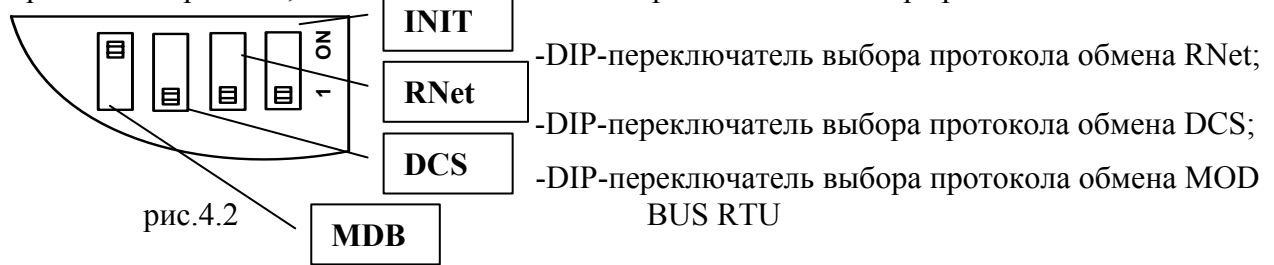 INIT
ON
1
-DIP-переключатель выбора протокола обмена RNet;
RNet
-DIP-переключатель выбора протокола обмена DCS;
DCS
-DIP-переключатель выбора протокола обмена MOD
BUS RTU
рис.4.2
MDB